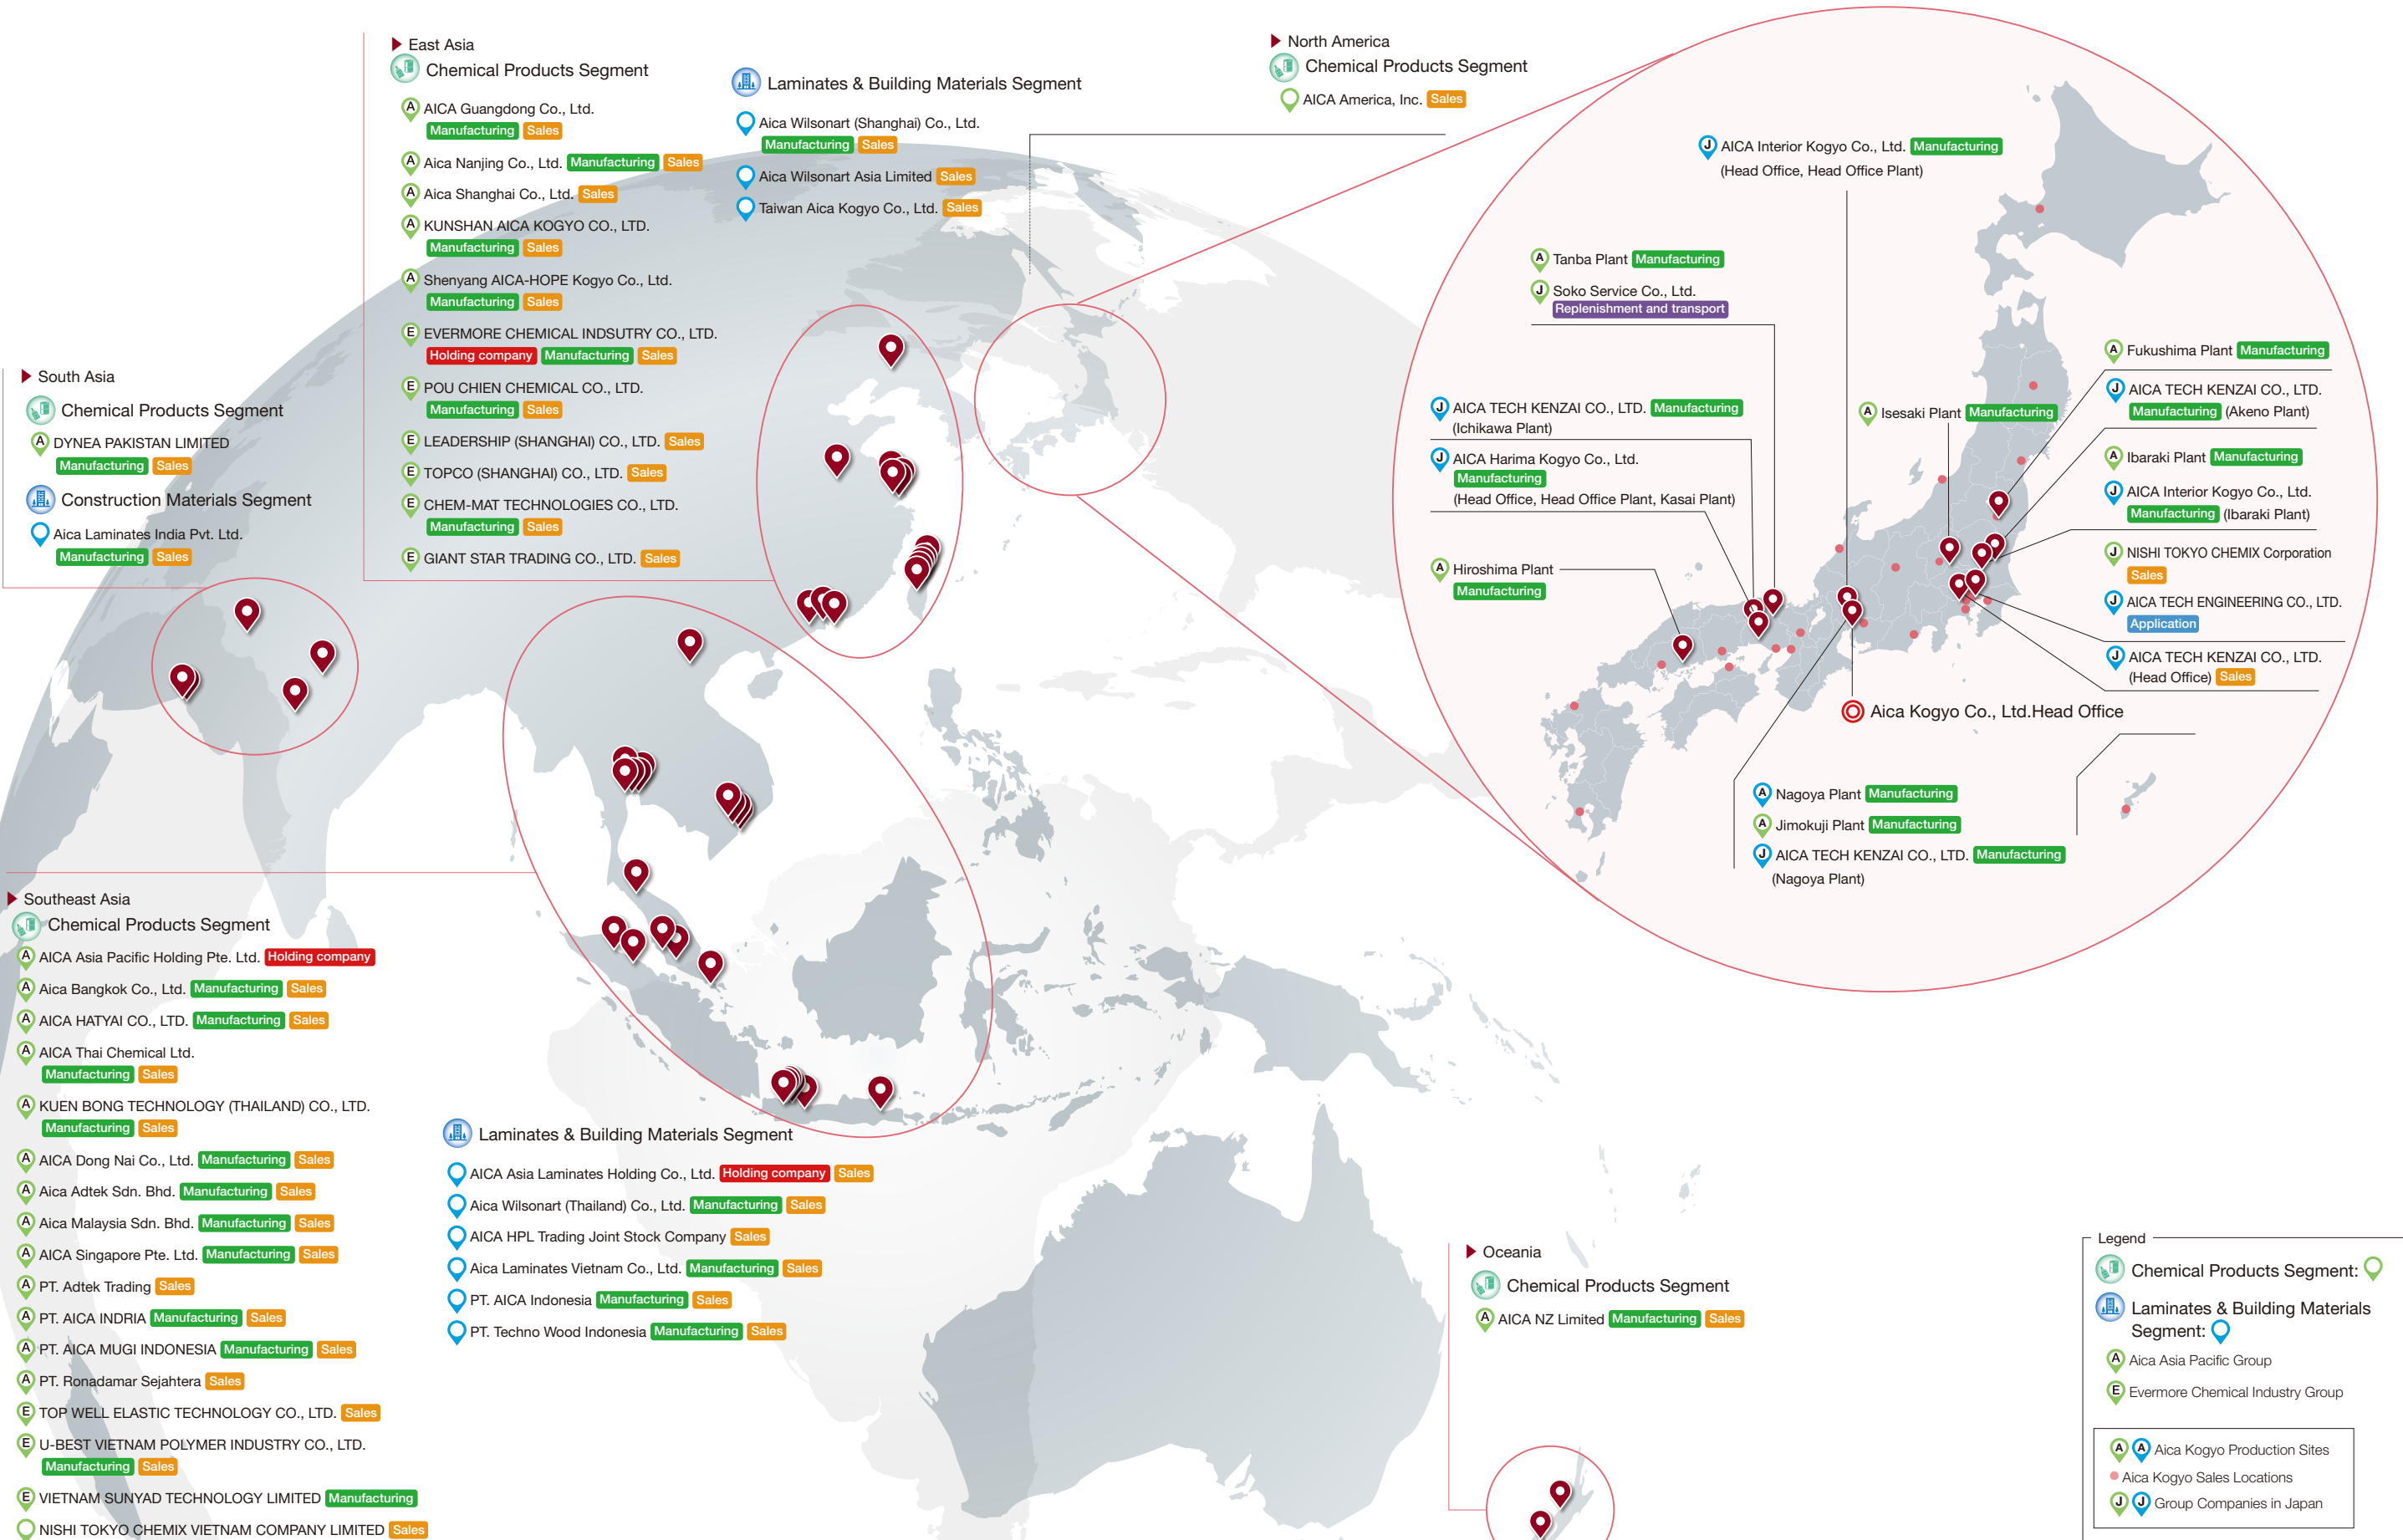 East Asia
Chemical Products Segment
A AICA Guangdong Co., Ltd.
Manufacturing Sales
A Aica Nanjing Co., Ltd. Manufacturing Sales
A Aica Shanghai Co., Ltd. Sales
A KUNSHAN AICA KOGYO CO., LTD.
Manufacturing Sales
A Shenyang AICA-HOPE Kogyo Co., Ltd.
Manufacturing Sales
E EVERMORE CHEMICAL INDSUTRY CO., LTD.
Holding company Manufacturing Sales
E POU CHIEN CHEMICAL CO., LTD.
Manufacturing Sales
E LEADERSHIP (SHANGHAI) CO., LTD. Sales
E TOPCO (SHANGHAI) CO., LTD. Sales
E CHEM-MAT TECHNOLOGIES CO., LTD.
Manufacturing Sales
E GIANT STAR TRADING CO., LTD. Sales
Laminates & Building Materials Segment
Aica Wilsonart (Shanghai) Co., Ltd.
Manufacturing Sales
Aica Wilsonart Asia Limited Sales
Taiwan Aica Kogyo Co., Ltd. Sales
North America
Chemical Products Segment
AICA America, Inc. Sales
South Asia
Chemical Products Segment
A DYNEA PAKISTAN LIMITED
Manufacturing Sales
Construction Materials Segment
Aica Laminates India Pvt. Ltd.
Manufacturing Sales
J AICA Interior Kogyo Co., Ltd. Manufacturing
(Head Office, Head Office Plant)
A Tanba Plant Manufacturing
J Soko Service Co., Ltd.
Replenishment and transport
J AICA TECH KENZAI CO., LTD. Manufacturing
(Ichikawa Plant)
J AICA Harima Kogyo Co., Ltd.
Manufacturing
(Head Office, Head Office Plant, Kasai Plant)
A Hiroshima Plant
Manufacturing
A Isesaki Plant Manufacturing
A Fukushima Plant Manufacturing
J AICA TECH KENZAI CO., LTD.
Manufacturing (Akeno Plant)
A Ibaraki Plant Manufacturing
J AICA Interior Kogyo Co., Ltd.
Manufacturing (Ibaraki Plant)
J NISHI TOKYO CHEMIX Corporation
Sales
J AICA TECH ENGINEERING CO., LTD.
Application
J AICA TECH KENZAI CO., LTD.
(Head Office) Sales
Aica Kogyo Co., Ltd.Head Office
A Nagoya Plant Manufacturing
A Jimokuji Plant Manufacturing
J AICA TECH KENZAI CO., LTD. Manufacturing
(Nagoya Plant)
Southeast Asia
Chemical Products Segment
A AICA Asia Pacific Holding Pte. Ltd. Holding company
A Aica Bangkok Co., Ltd. Manufacturing Sales
A AICA HATYAI CO., LTD. Manufacturing Sales
A AICA Thai Chemical Ltd.
Manufacturing Sales
A KUEN BONG TECHNOLOGY (THAILAND) CO., LTD.
Manufacturing Sales
A AICA Dong Nai Co., Ltd. Manufacturing Sales
A Aica Adtek Sdn. Bhd. Manufacturing Sales
A Aica Malaysia Sdn. Bhd. Manufacturing Sales
A AICA Singapore Pte. Ltd. Manufacturing Sales
A PT. Adtek Trading Sales
A PT. AICA INDRIA Manufacturing Sales
A PT. AICA MUGI INDONESIA Manufacturing Sales
A PT. Ronadamar Sejahtera Sales
E TOP WELL ELASTIC TECHNOLOGY CO., LTD. Sales
E U-BEST VIETNAM POLYMER INDUSTRY CO., LTD.
Manufacturing Sales
E VIETNAM SUNYAD TECHNOLOGY LIMITED Manufacturing
NISHI TOKYO CHEMIX VIETNAM COMPANY LIMITED Sales
Laminates & Building Materials Segment
AICA Asia Laminates Holding Co., Ltd. Holding company Sales
Aica Wilsonart (Thailand) Co., Ltd. Manufacturing Sales
AICA HPL Trading Joint Stock Company Sales
Aica Laminates Vietnam Co., Ltd. Manufacturing Sales
PT. AICA Indonesia Manufacturing Sales
PT. Techno Wood Indonesia Manufacturing Sales
Oceania
Chemical Products Segment
A AICA NZ Limited Manufacturing Sales
Legend
Chemical Products Segment:
Laminates & Building Materials
Segment:
A Aica Asia Pacific Group
E Evermore Chemical Industry Group
A A Aica Kogyo Production Sites
Aica Kogyo Sales Locations
J J Group Companies in Japan